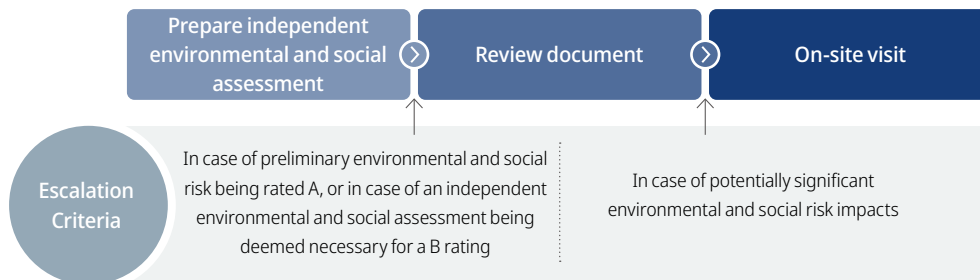 Prepare independent
environmental and social
assessment
Review document
On-site visit
Escalation
Criteria
In case of preliminary environmental and social
risk being rated A, or in case of an independent
environmental and social assessment being
deemed necessary for a B rating
In case of potentially significant
environmental and social risk impacts